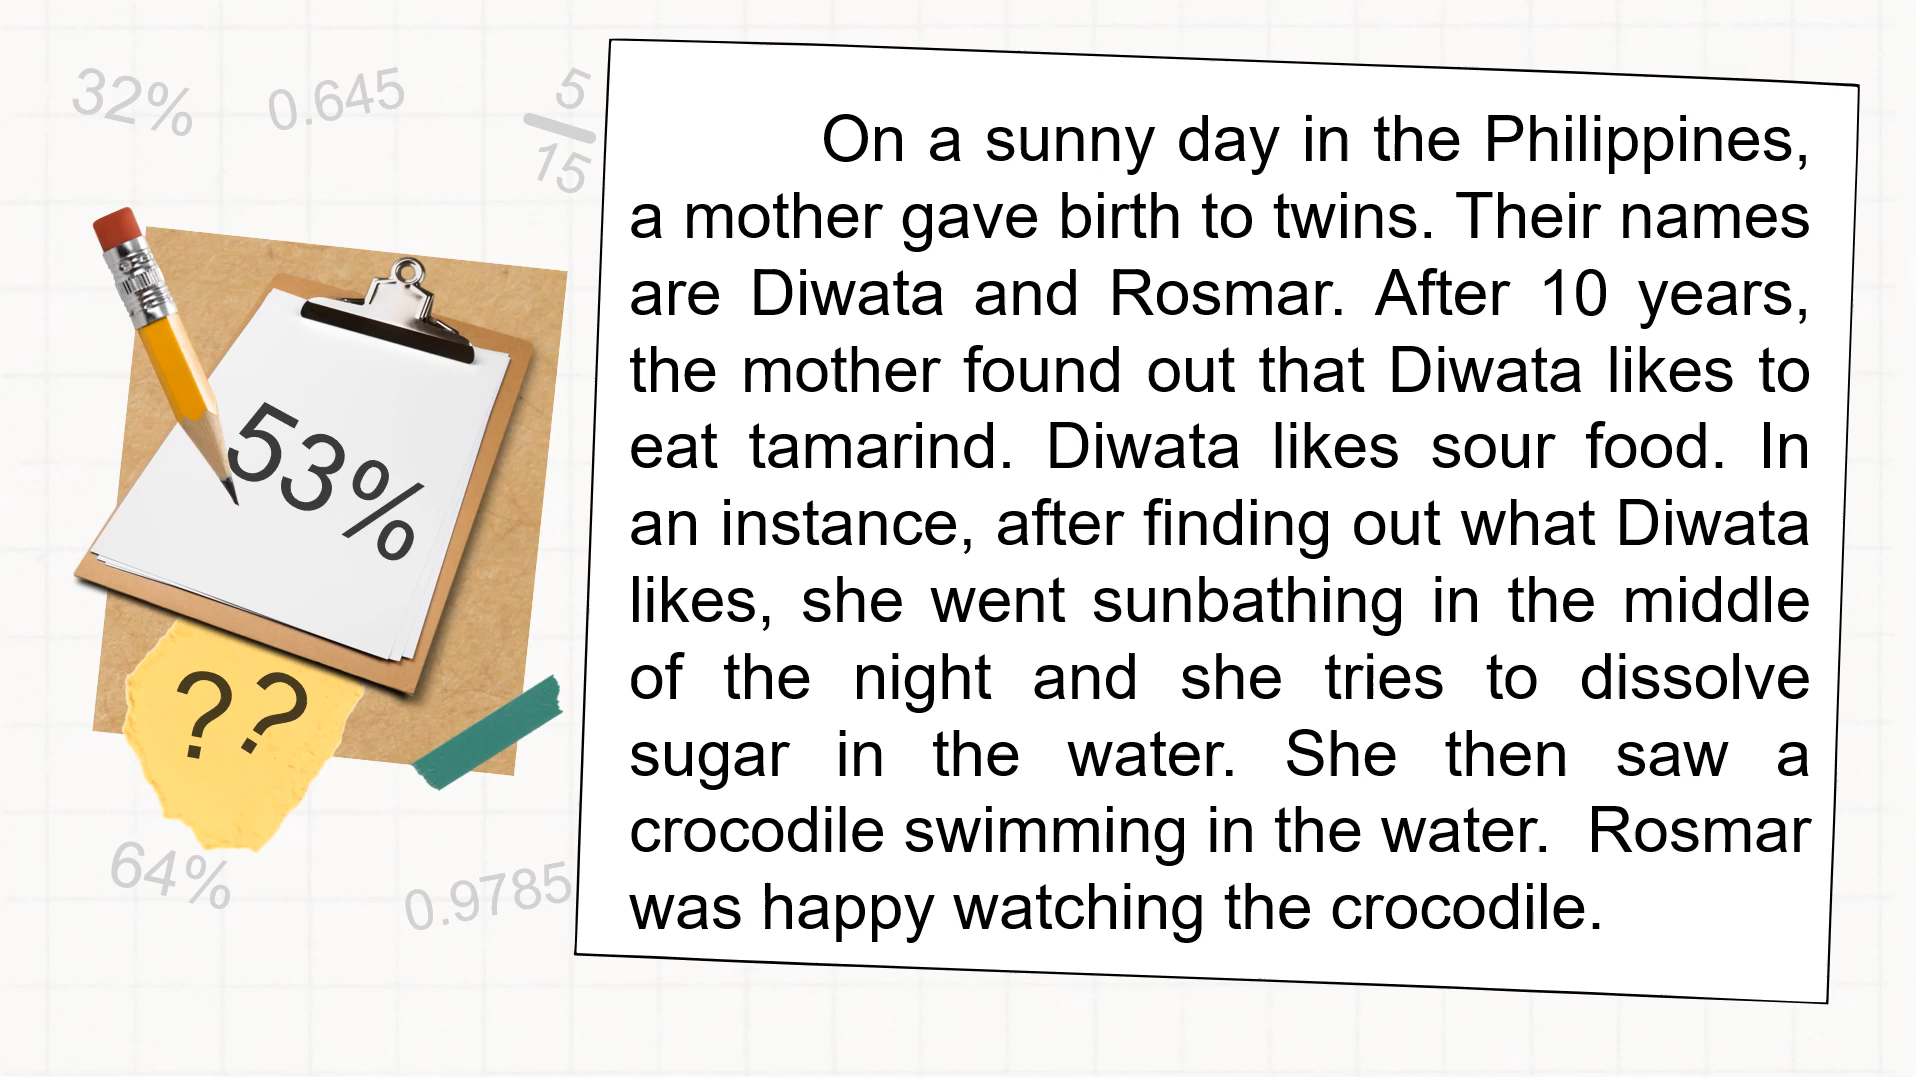 32%
0.645
5
15
53%
??
64%
0.9785
On a sunny day in the Philippines,
a mother gave birth to twins. Their names
are Diwata and Rosmar. After 10 years,
the mother found out that Diwata likes to
eat tamarind. Diwata likes sour food. In
an instance, after finding out what Diwata
likes, she went sunbathing in the middle
of the night and she tries to dissolve
sugar in the water. She then saw a
crocodile swimming in the water. Rosmar
was happy watching the crocodile.